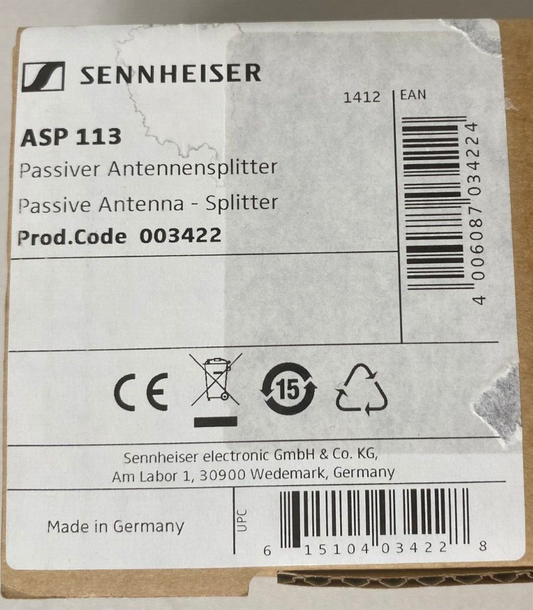 SENNHEISER
1412
EAN
ASP 113
Passiver Antennensplitter
Passive Antenna - Splitter
Prod.Code 003422
4 006087 034224
CE
15
Sennheiser electronic GmbH & Co. KG,
Am Labor 1, 30900 Wedemark, Germany
Made in Germany
UPC
6 15104 03422 8